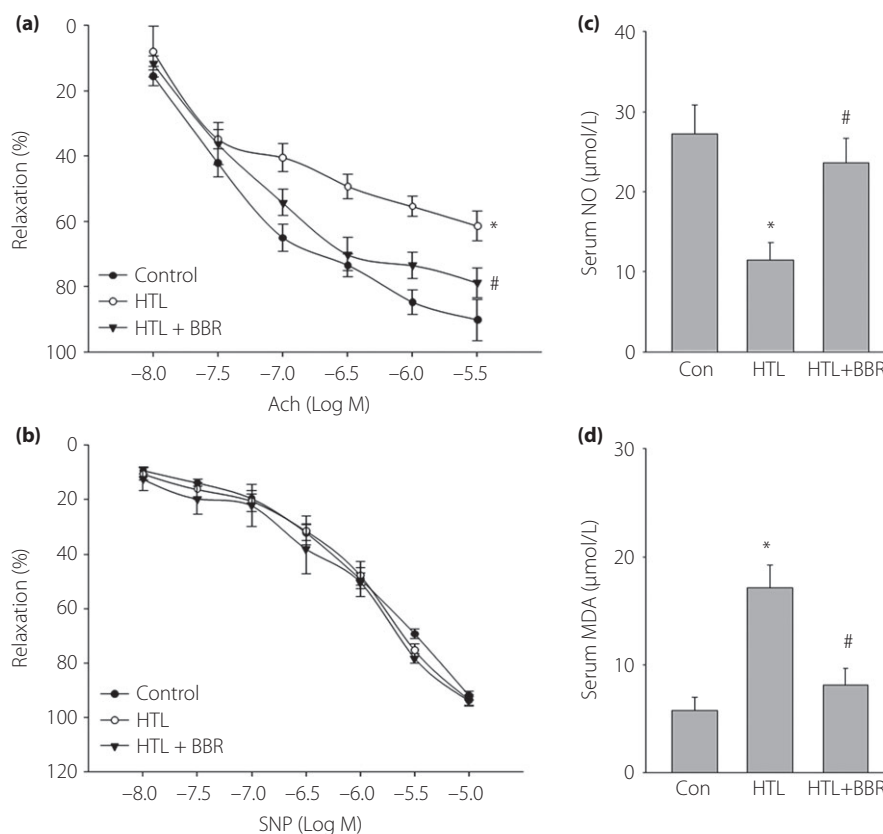 (a)
0
20
40
60
80
100
Relaxation (%)
*
#
Control
HTL
HTL + BBR
−8.0 −7.5 −7.0 −6.5 −6.0 −5.5
Ach (Log M)
(c)
40
30
20
10
0
Serum NO (µmol/L)
*
#
Con HTL HTL+BBR
(b)
0
20
40
60
80
100
120
Relaxation (%)
Control
HTL
HTL + BBR
−8.0 −7.5 −7.0 −6.5 −6.0 −5.5 −5.0
SNP (Log M)
(d)
30
20
10
0
Serum MDA (µmol/L)
*
#
Con HTL HTL+BBR